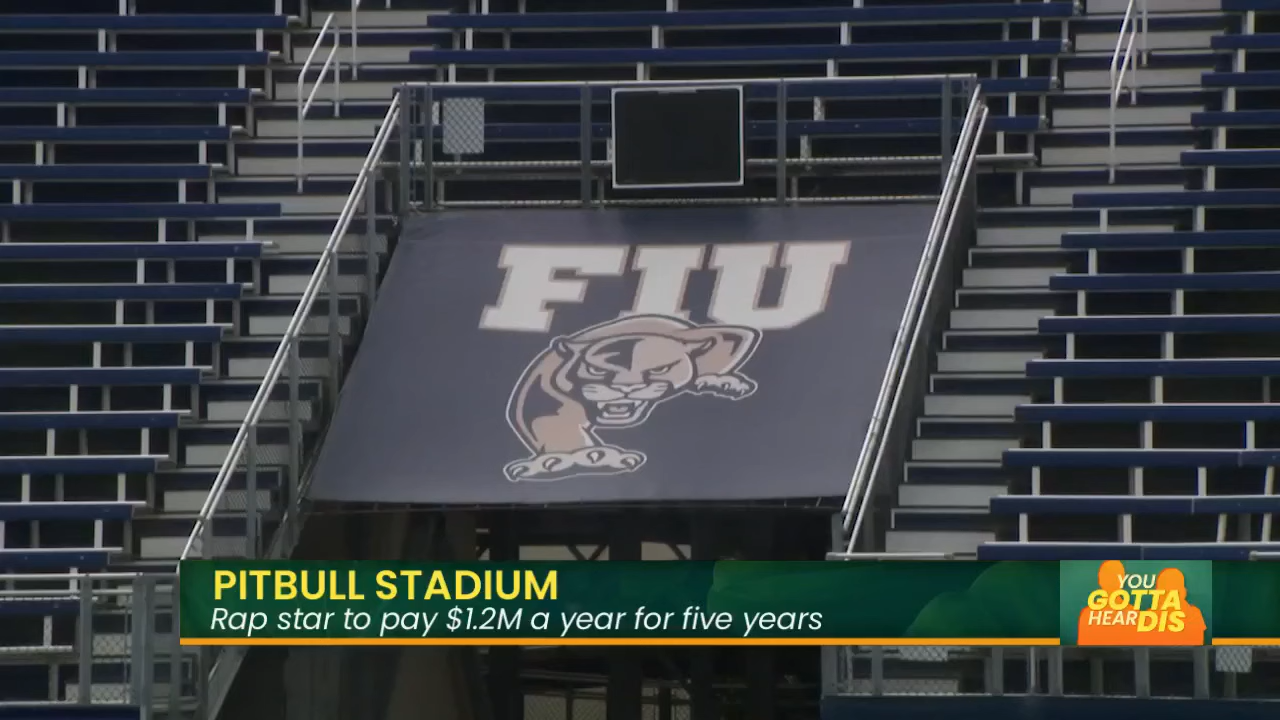 FIU
PITBULL STADIUM
Rap star to pay $1.2M a year for five years
YOU
GOTTA
HEAR DIS